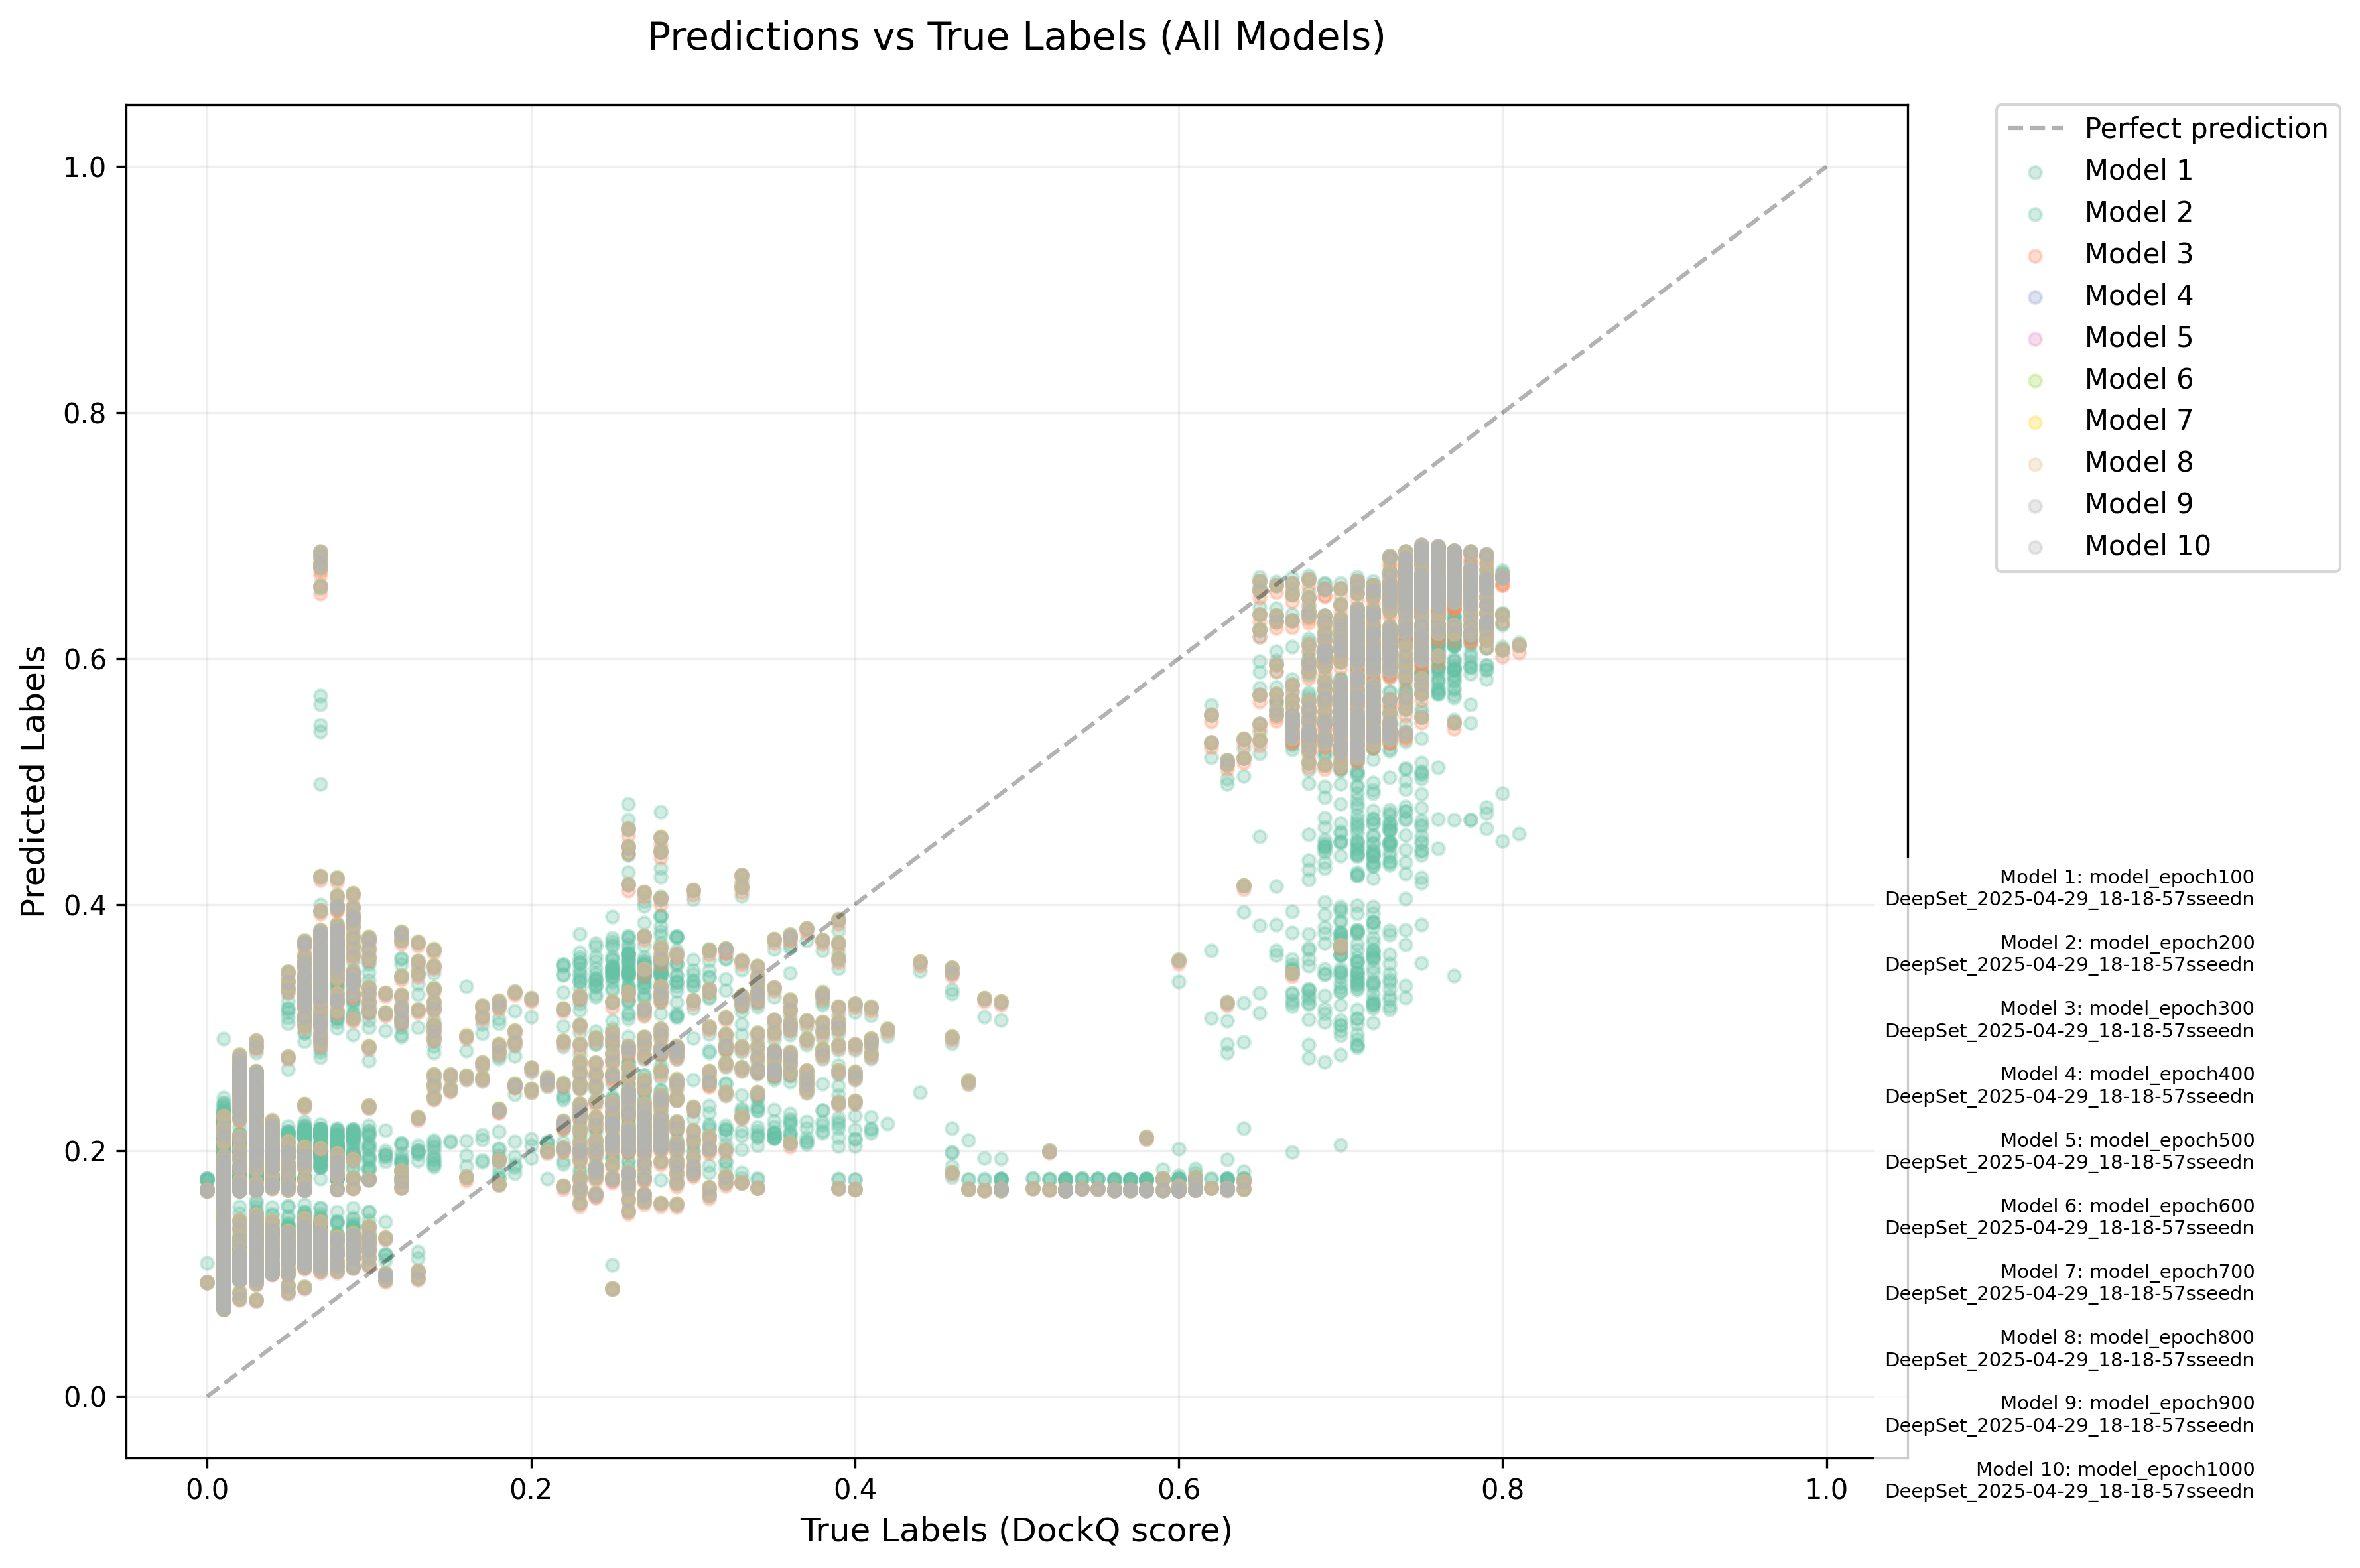 Predictions vs True Labels (All Models)
Predicted Labels
1.0
0.8
0.6
0.4
0.2
0.0
0.0
0.2
0.4
0.6
0.8
1.0
True Labels (DockQ score)
Perfect prediction
Model 1
Model 2
Model 3
Model 4
Model 5
Model 6
Model 7
Model 8
Model 9
Model 10
Model 1: model_epoch100
DeepSet_2025-04-29_18-18-57sseedn
Model 2: model_epoch200
DeepSet_2025-04-29_18-18-57sseedn
Model 3: model_epoch300
DeepSet_2025-04-29_18-18-57sseedn
Model 4: model_epoch400
DeepSet_2025-04-29_18-18-57sseedn
Model 5: model_epoch500
DeepSet_2025-04-29_18-18-57sseedn
Model 6: model_epoch600
DeepSet_2025-04-29_18-18-57sseedn
Model 7: model_epoch700
DeepSet_2025-04-29_18-18-57sseedn
Model 8: model_epoch800
DeepSet_2025-04-29_18-18-57sseedn
Model 9: model_epoch900
DeepSet_2025-04-29_18-18-57sseedn
Model 10: model_epoch1000
DeepSet_2025-04-29_18-18-57sseedn